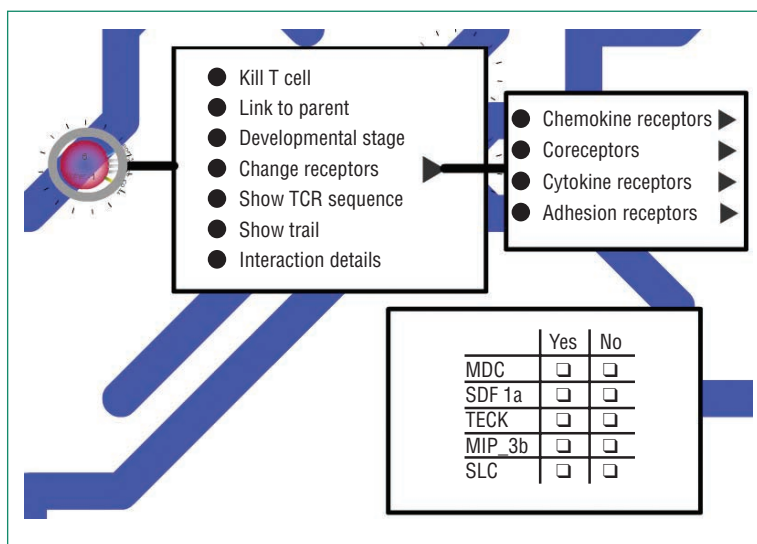 Kill T cell
Link to parent
Developmental stage
Change receptors
Show TCR sequence
Show trail
Interaction details
Chemokine receptors
Coreceptors
Cytokine receptors
Adhesion receptors
Yes No
MDC
SDF 1a
TECK
MIP_3b
SLC